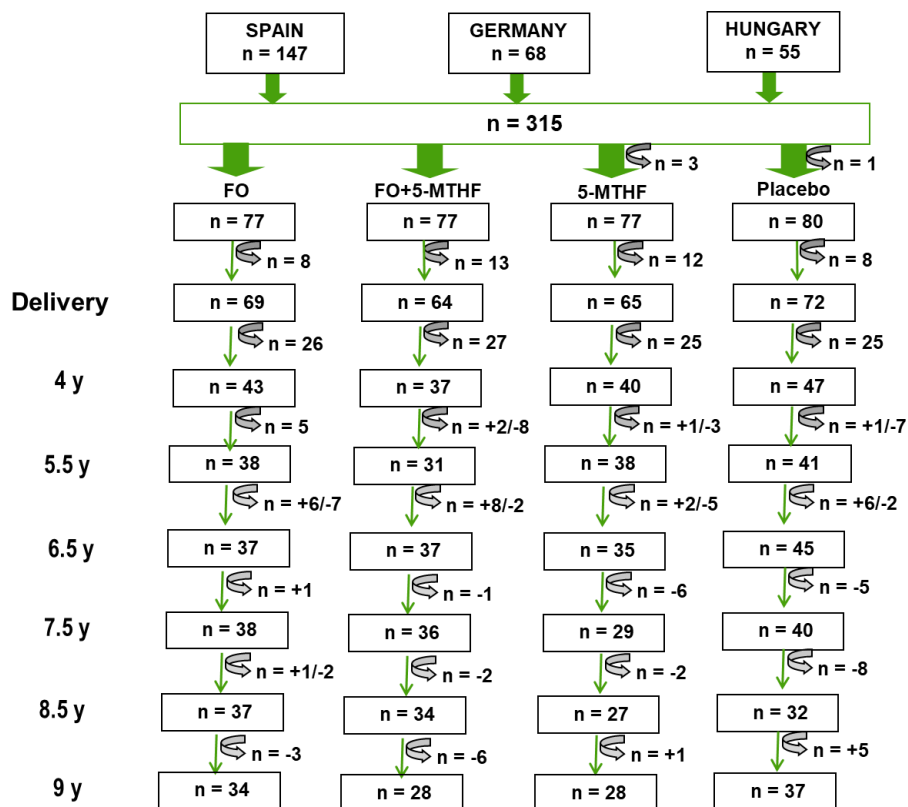 SPAIN
n = 147
GERMANY
n = 68
HUNGARY
n = 55
n = 315
n = 3
n = 1
FO
FO+5-MTHF
5-MTHF
Placebo
n = 77
n = 77
n = 77
n = 80
n = 8
n = 13
n = 12
n = 8
Delivery
n = 69
n = 64
n = 65
n = 72
n = 26
n = 27
n = 25
n = 25
4 y
n = 43
n = 37
n = 40
n = 47
n = 5
n = +2/-8
n = +1/-3
n = +1/-7
5.5 y
n = 38
n = 31
n = 38
n = 41
n = +6/-7
n = +8/-2
n = +2/-5
n = +6/-2
6.5 y
n = 37
n = 37
n = 35
n = 45
n = +1
n = -1
n = -6
n = -5
7.5 y
n = 38
n = 36
n = 29
n = 40
n = +1/-2
n = -2
n = -2
n = -8
8.5 y
n = 37
n = 34
n = 27
n = 32
n = -3
n = -6
n = +1
n = +5
9 y
n = 34
n = 28
n = 28
n = 37